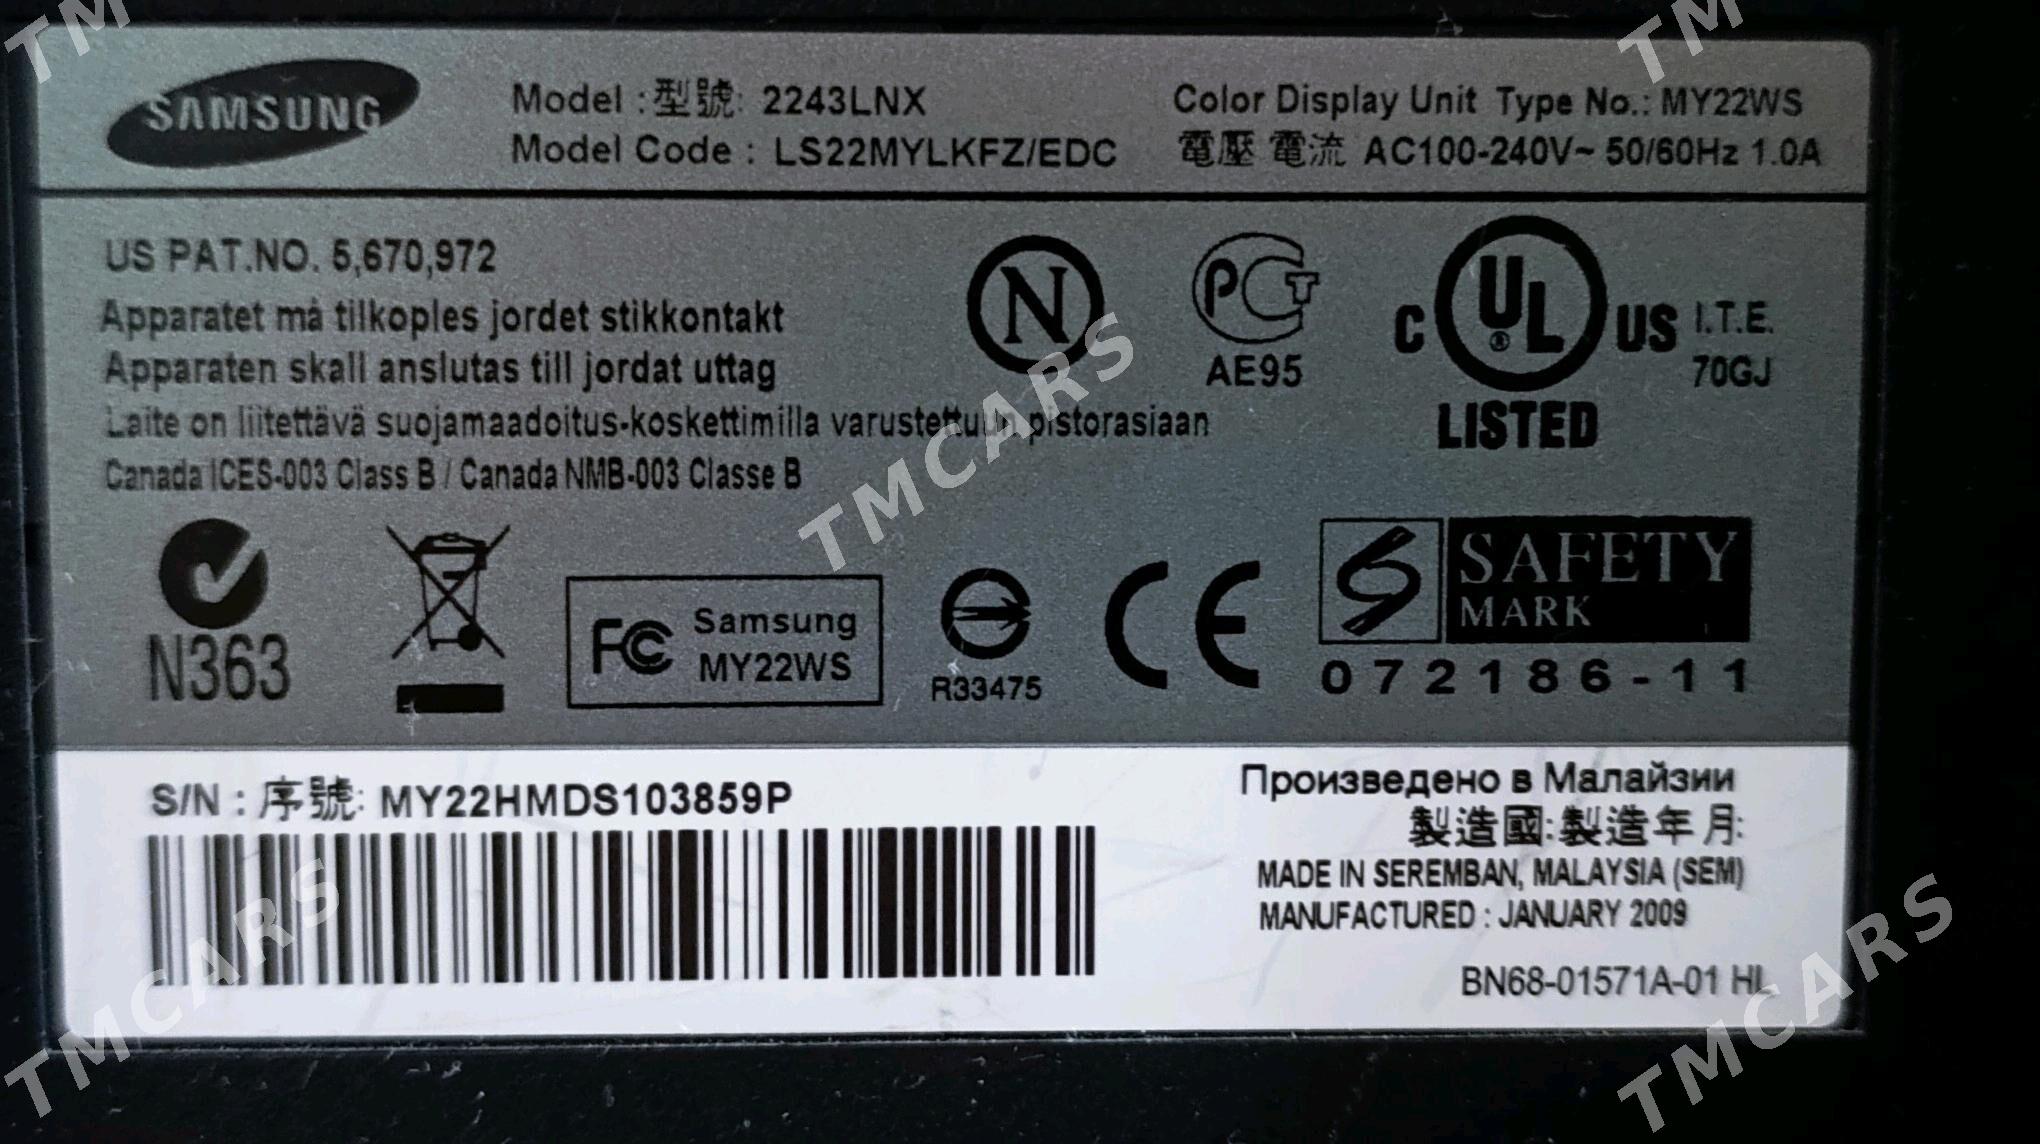 SAMSUNG
Model :型號: 2243LNX
Model Code : LS22MYLKFZ/EDC
Color Display Unit Type No.: MY22WS
電壓 電流 AC100-240V~ 50/60Hz 1.0A
US PAT.NO. 5,670,972
Apparatet må tilkoples jordet stikkontakt
Apparaten skall anslutas till jordat uttag
Laite on liitettävä suojamaadoitus-koskettimilla varustettuun pistorasiaan
Canada ICES-003 Class B / Canada NMB-003 Classe B
N
PCT
AE95
C UL ® US I.T.E.
70GJ
LISTED
N363
FC Samsung
MY22WS
R33475
CE
S SAFETY
MARK
072186-11
S/N : 序號: MY22HMDS103859P
Произведено в Малайзии
製造國:製造年月:
MADE IN SEREMBAN, MALAYSIA (SEM)
MANUFACTURED : JANUARY 2009
BN68-01571A-01 HL
TMCARS
TMCARS
TMCARS
TM
TM